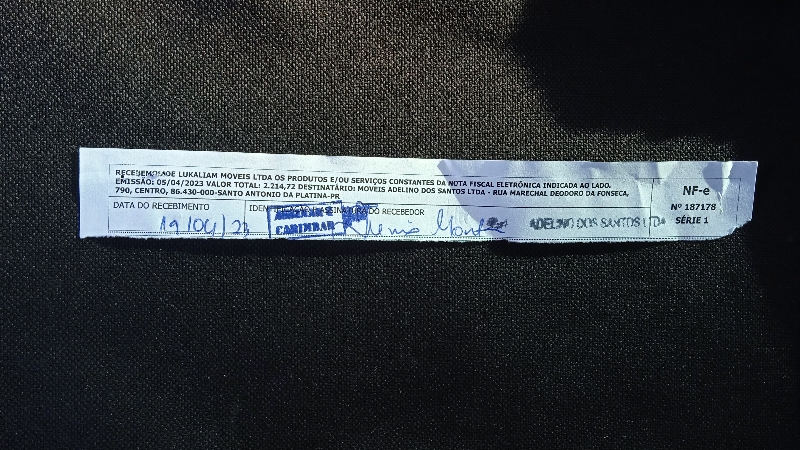 RECEBEMOS DE LUKALIAM MOVEIS LTDA OS PRODUTOS E/OU SERVIÇOS CONSTANTES DA NOTA FISCAL ELETRÔNICA INDICADA AO LADO.
EMISSÃO: 05/04/2023 VALOR TOTAL: 2.214,72 DESTINATÁRIO: MOVEIS ADELINO DOS SANTOS LTDA - RUA MARECHAL DEODORO DA FONSECA,
790, CENTRO, 86.430-000-SANTO ANTONIO DA PLATINA-PR
DATA DO RECEBIMENTO
19/04/23
RECEBEDOR
CARIMBAR
ADELINO DOS SANTOS LTDA
NF-e
Nº 187178
SÉRIE 1